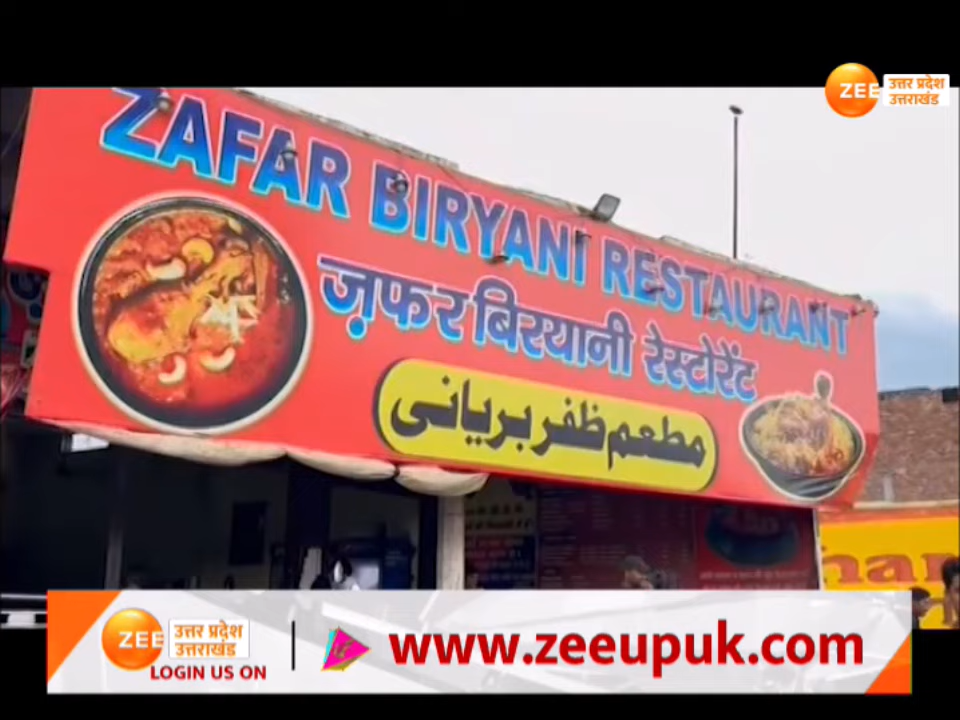 ZEE उत्तर प्रदेश
उत्तराखंड
ZAFAR BIRYANI RESTAURANT
ज़फर बिरयानी रेस्टोरेंट
مطعم ظفر بریانی
ZEE उत्तर प्रदेश
उत्तराखंड
LOGIN US ON
www.zeeupuk.com